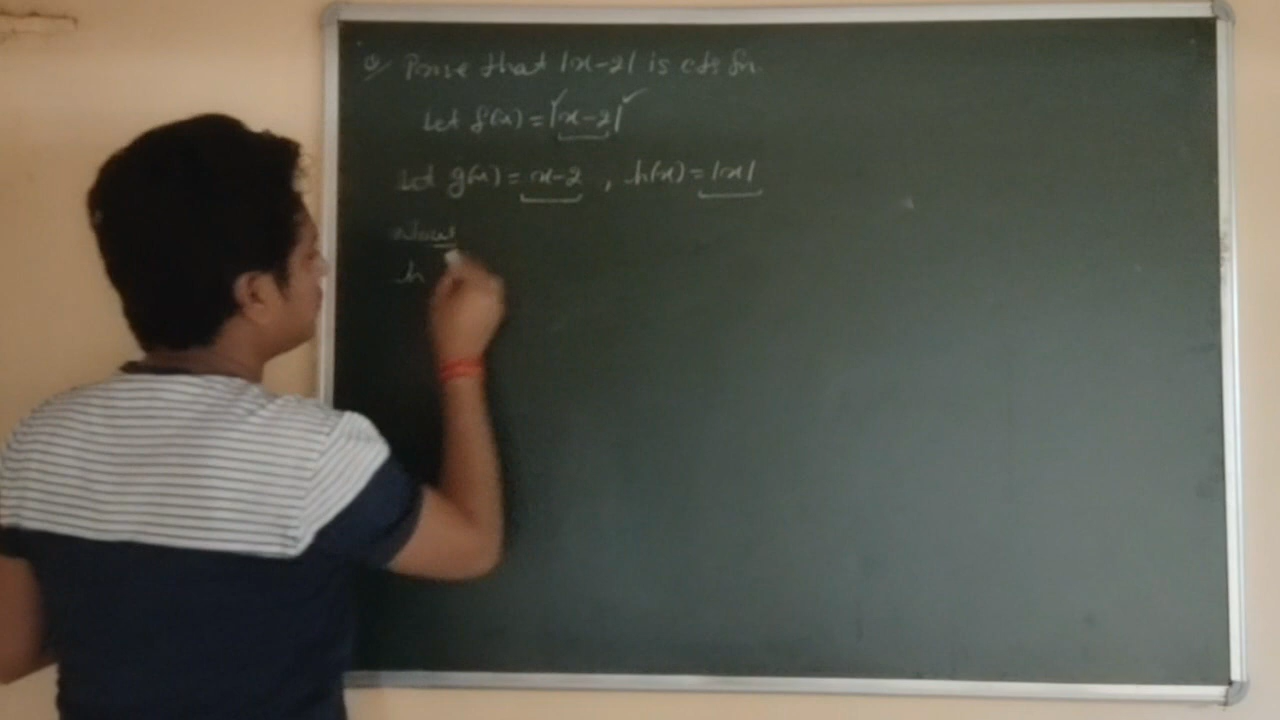 Q/ Prove that |x-2| is cts fn.
Let f(x) = |x-2|
Let g(x) = x-2 , h(x) = |x|
Now
h